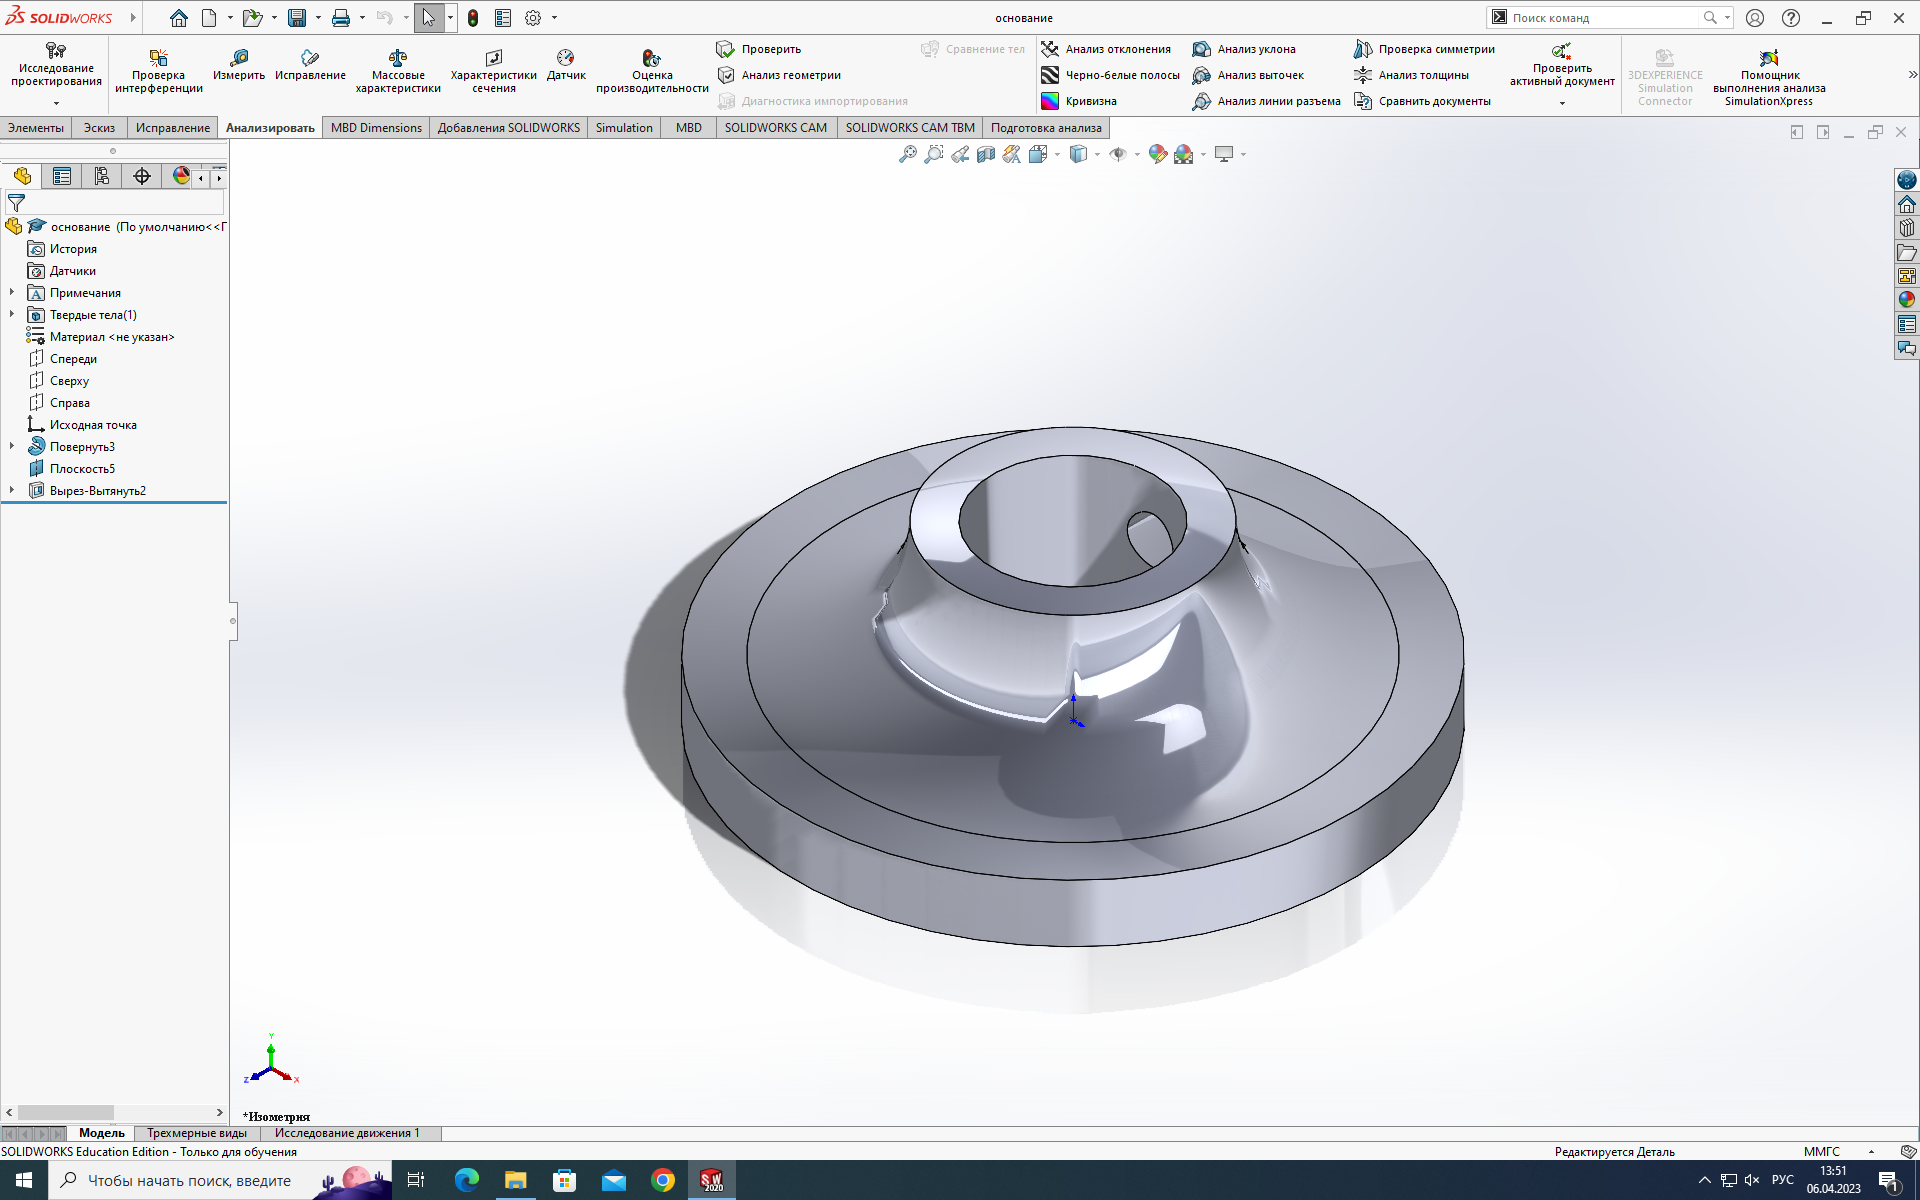 SOLIDWORKS
основание
Поиск команд
Исследование проектирования
Проверка интерференции
Измерить
Исправление
Массовые характеристики
Характеристики сечения
Датчик
Оценка производительности
Проверить
Анализ геометрии
Диагностика импортирования
Сравнение тел
Анализ отклонения
Черно-белые полосы
Кривизна
Анализ уклона
Анализ выточек
Анализ линии разъема
Проверка симметрии
Анализ толщины
Сравнить документы
Проверить активный документ
3DEXPERIENCE Simulation Connector
Помощник выполнения анализа SimulationXpress
Элементы
Эскиз
Исправление
Анализировать
MBD Dimensions
Добавления SOLIDWORKS
Simulation
MBD
SOLIDWORKS CAM
SOLIDWORKS CAM TBM
Подготовка анализа
основание (По умолчанию<<Г
История
Датчики
Примечания
Твердые тела(1)
Материал <не указан>
Спереди
Сверху
Справа
Исходная точка
Повернуть3
Плоскость5
Вырез-Вытянуть2
Y
Z
X
*Изометрия
Модель
Трехмерные виды
Исследование движения 1
SOLIDWORKS Education Edition - Только для обучения
Редактируется Деталь
ММГС
Чтобы начать поиск, введите
SW 2020
РУС
13:51
06.04.2023
1